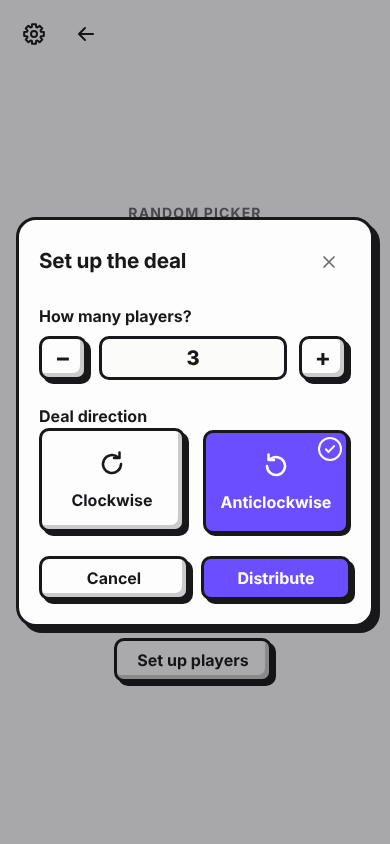 RANDOM PICKER
Set up the deal
How many players?
− 3 +
Deal direction
Clockwise
Anticlockwise
Cancel
Distribute
Set up players